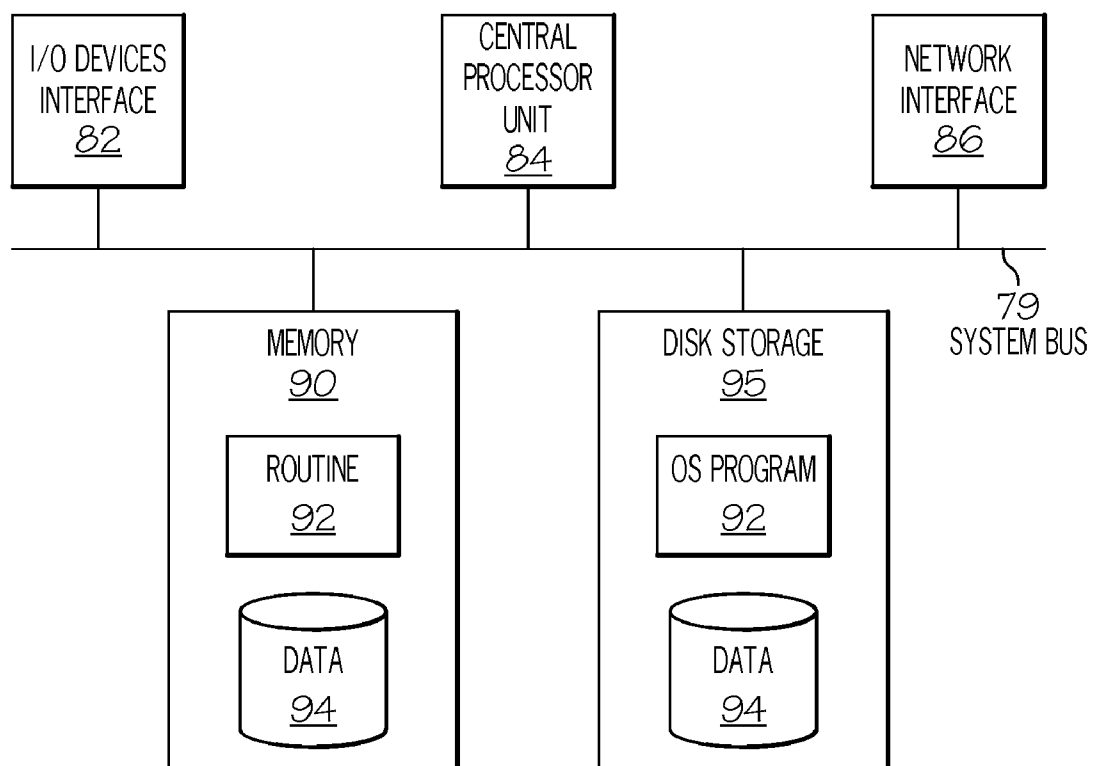 I/O DEVICES
INTERFACE
82
CENTRAL
PROCESSOR
UNIT
84
NETWORK
INTERFACE
86
79
SYSTEM BUS
MEMORY
90
ROUTINE
92
DATA
94
DISK STORAGE
95
OS PROGRAM
92
DATA
94